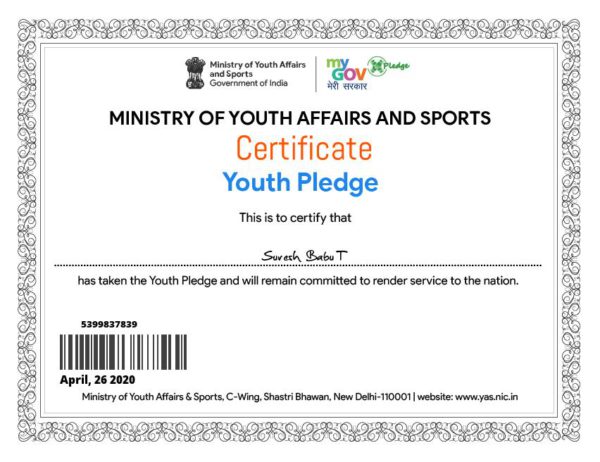 Ministry of Youth Affairs
and Sports
Government of India
my
GOV
मेरी सरकार
Pledge
MINISTRY OF YOUTH AFFAIRS AND SPORTS
Certificate
Youth Pledge
This is to certify that
Suresh Babu T
has taken the Youth Pledge and will remain committed to render service to the nation.
5399837839
April, 26 2020
Ministry of Youth Affairs & Sports, C-Wing, Shastri Bhawan, New Delhi-110001 | website: www.yas.nic.in